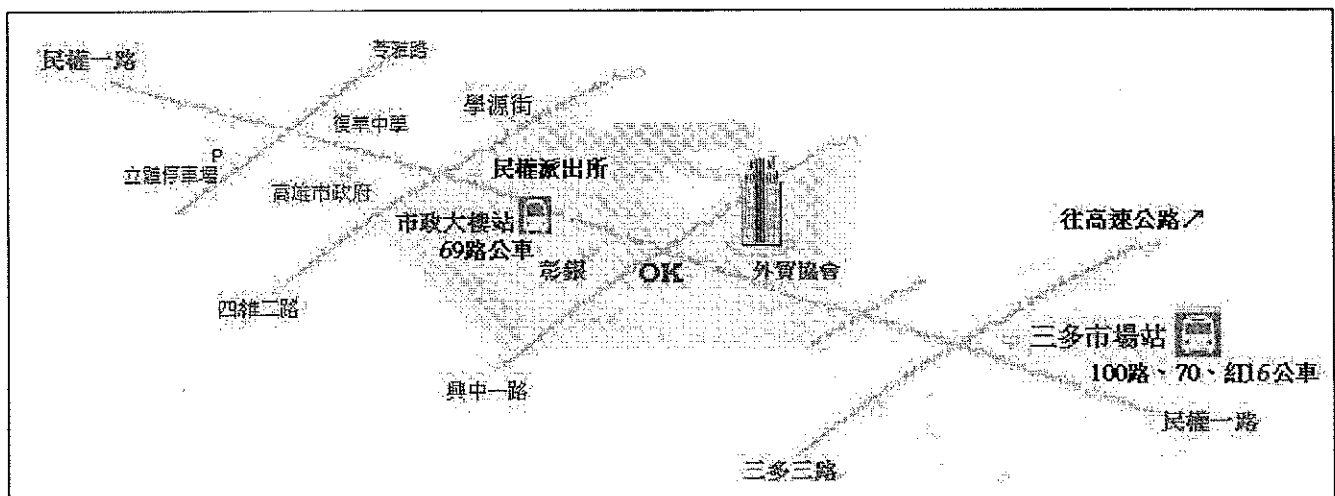 苓雅路
民權一路
學源街
復華中學
P
立體停車場
民權派出所
高雄市政府
市政大樓站
69路公車
往高速公路↗
彰銀
OK
外貿協會
四維二路
三多市場站
100路、70、紅16公車
興中一路
民權一路
三多三路